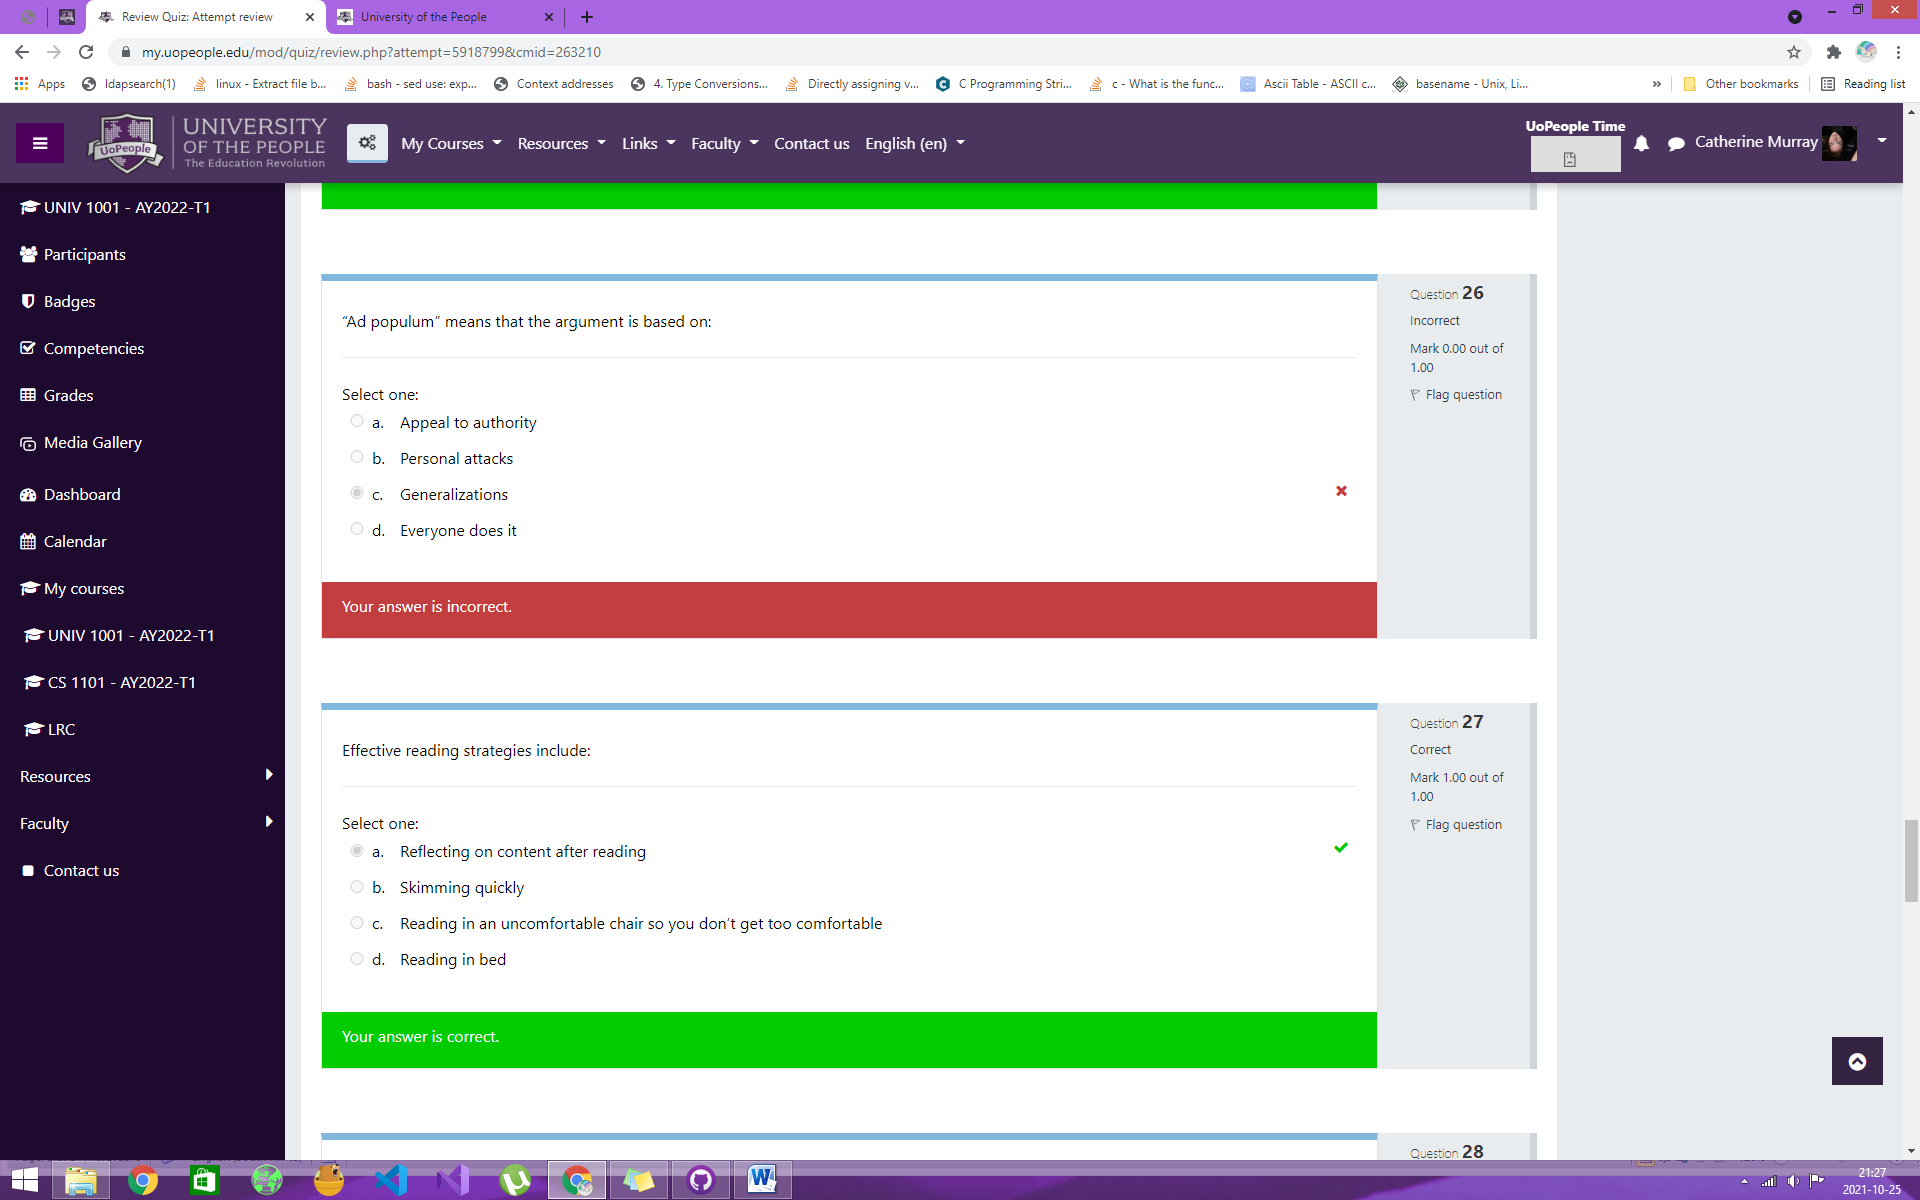 Review Quiz: Attempt review
University of the People
my.uopeople.edu/mod/quiz/review.php?attempt=5918799&cmid=263210
Apps
ldapsearch(1)
linux - Extract file b...
bash - sed use: exp...
Context addresses
4. Type Conversions...
Directly assigning v...
C Programming Stri...
c - What is the func...
Ascii Table - ASCII c...
basename - Unix, Li...
»
Other bookmarks
Reading list
UoPeople
UNIVERSITY
OF THE PEOPLE
The Education Revolution
My Courses
Resources
Links
Faculty
Contact us
English (en)
UoPeople Time
Catherine Murray
UNIV 1001 - AY2022-T1
Participants
Badges
Competencies
Grades
Media Gallery
Dashboard
Calendar
My courses
UNIV 1001 - AY2022-T1
CS 1101 - AY2022-T1
LRC
Resources
Faculty
Contact us
“Ad populum” means that the argument is based on:
Select one:
a. Appeal to authority
b. Personal attacks
c. Generalizations
d. Everyone does it
Your answer is incorrect.
Question 26
Incorrect
Mark 0.00 out of
1.00
Flag question
Effective reading strategies include:
Select one:
a. Reflecting on content after reading
b. Skimming quickly
c. Reading in an uncomfortable chair so you don’t get too comfortable
d. Reading in bed
Your answer is correct.
Question 27
Correct
Mark 1.00 out of
1.00
Flag question
Question 28
21:27
2021-10-25